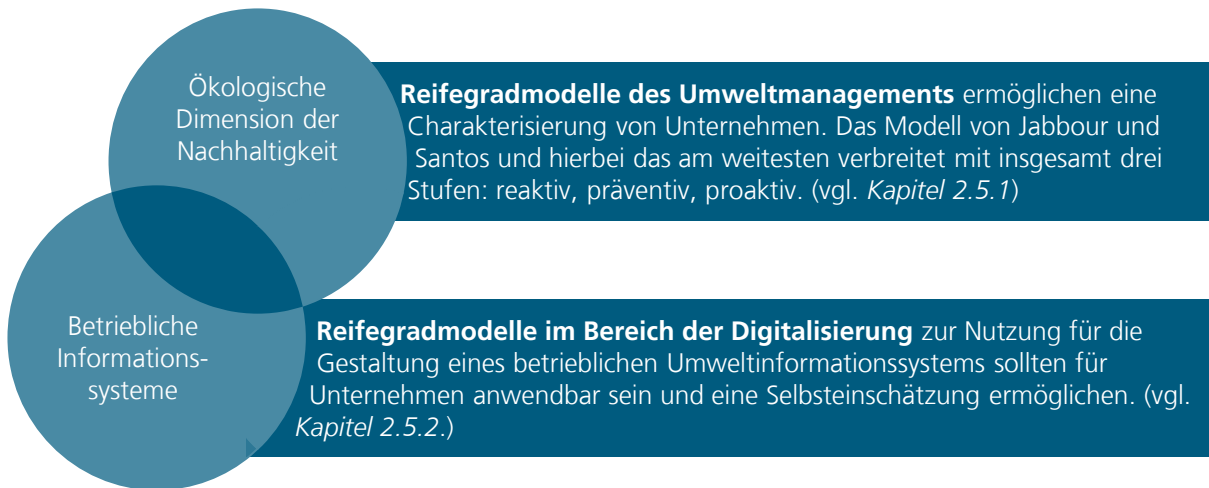 Ökologische
Dimension der
Nachhaltigkeit
Reifegradmodelle des Umweltmanagements ermöglichen eine
Charakterisierung von Unternehmen. Das Modell von Jabbour und
Santos und hierbei das am weitesten verbreitet mit insgesamt drei
Stufen: reaktiv, präventiv, proaktiv. (vgl. Kapitel 2.5.1)
Betriebliche
Informations-
systeme
Reifegradmodelle im Bereich der Digitalisierung zur Nutzung für die
Gestaltung eines betrieblichen Umweltinformationssystems sollten für
Unternehmen anwendbar sein und eine Selbsteinschätzung ermöglichen. (vgl.
Kapitel 2.5.2.)